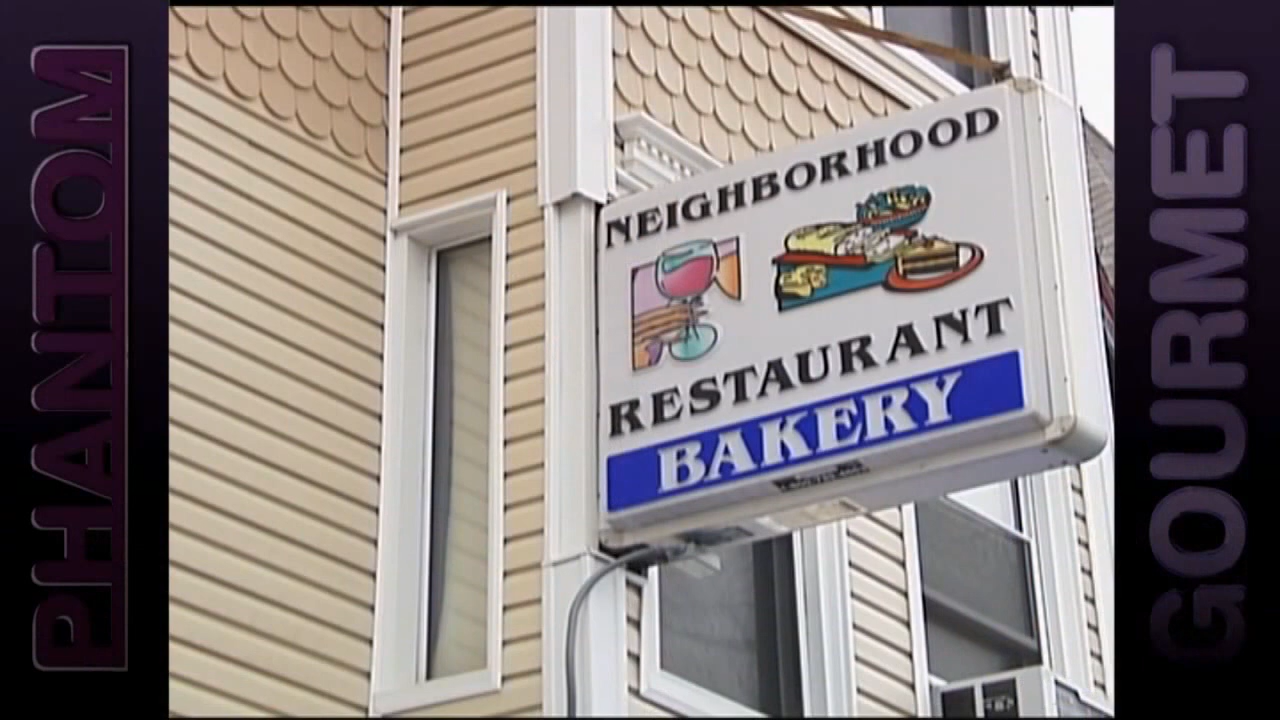 PHANTOM
NEIGHBORHOOD
RESTAURANT
BAKERY
GOURMET